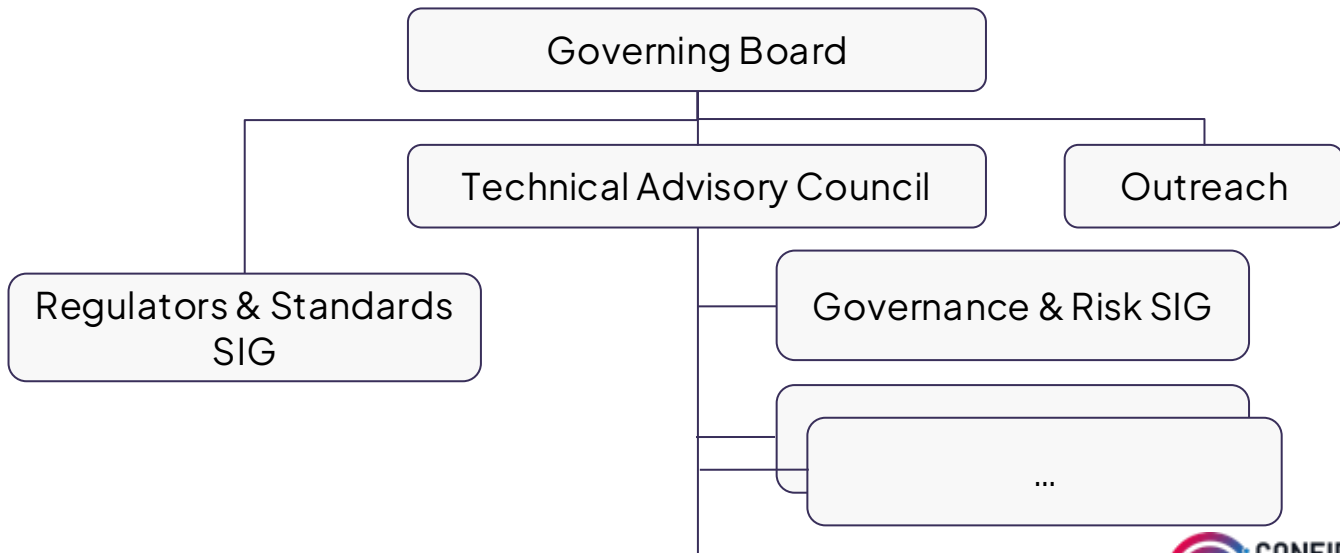 Governing Board
Technical Advisory Council
Outreach
Regulators & Standards
SIG
Governance & Risk SIG
...